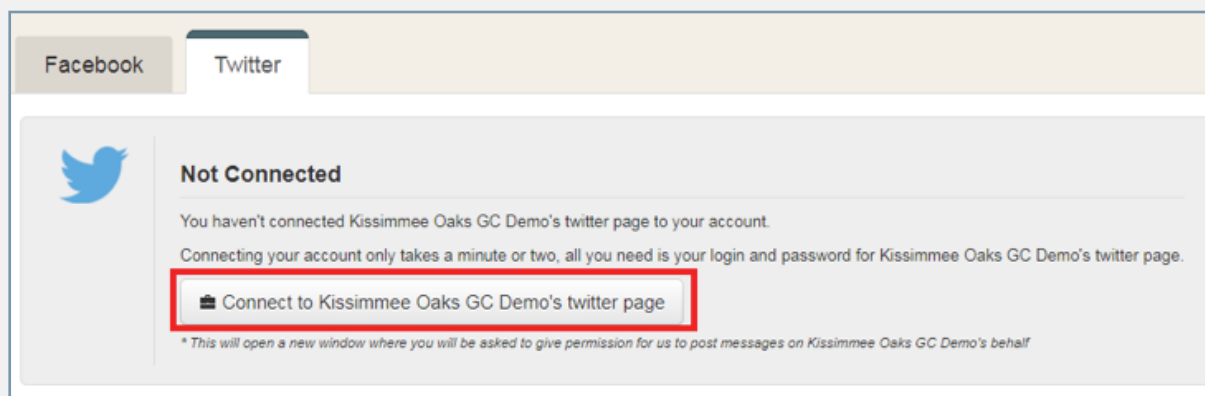 Facebook
Twitter
Not Connected
You haven't connected Kissimmee Oaks GC Demo's twitter page to your account.
Connecting your account only takes a minute or two, all you need is your login and password for Kissimmee Oaks GC Demo's twitter page.
Connect to Kissimmee Oaks GC Demo's twitter page
* This will open a new window where you will be asked to give permission for us to post messages on Kissimmee Oaks GC Demo's behalf